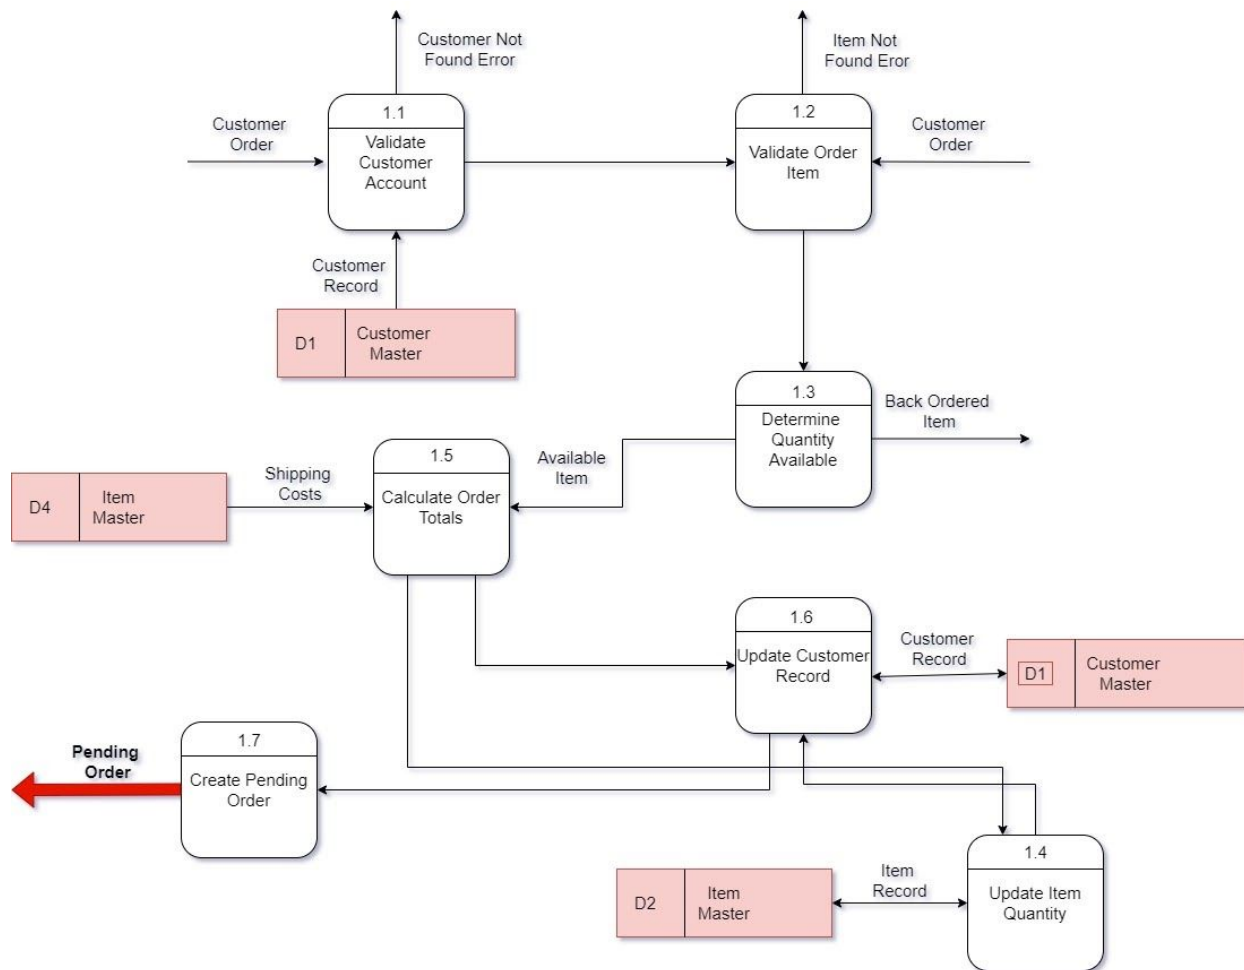 Customer Not
Found Error
Item Not
Found Eror
Customer
Order
1.1
Validate
Customer
Account
1.2
Validate Order
Item
Customer
Order
Customer
Record
D1
Customer
Master
1.3
Determine
Quantity
Available
Back Ordered
Item
Available
Item
1.5
Calculate Order
Totals
Shipping
Costs
D4
Item
Master
1.6
Update Customer
Record
Customer
Record
D1
Customer
Master
1.7
Create Pending
Order
Pending
Order
1.4
Update Item
Quantity
Item
Record
D2
Item
Master